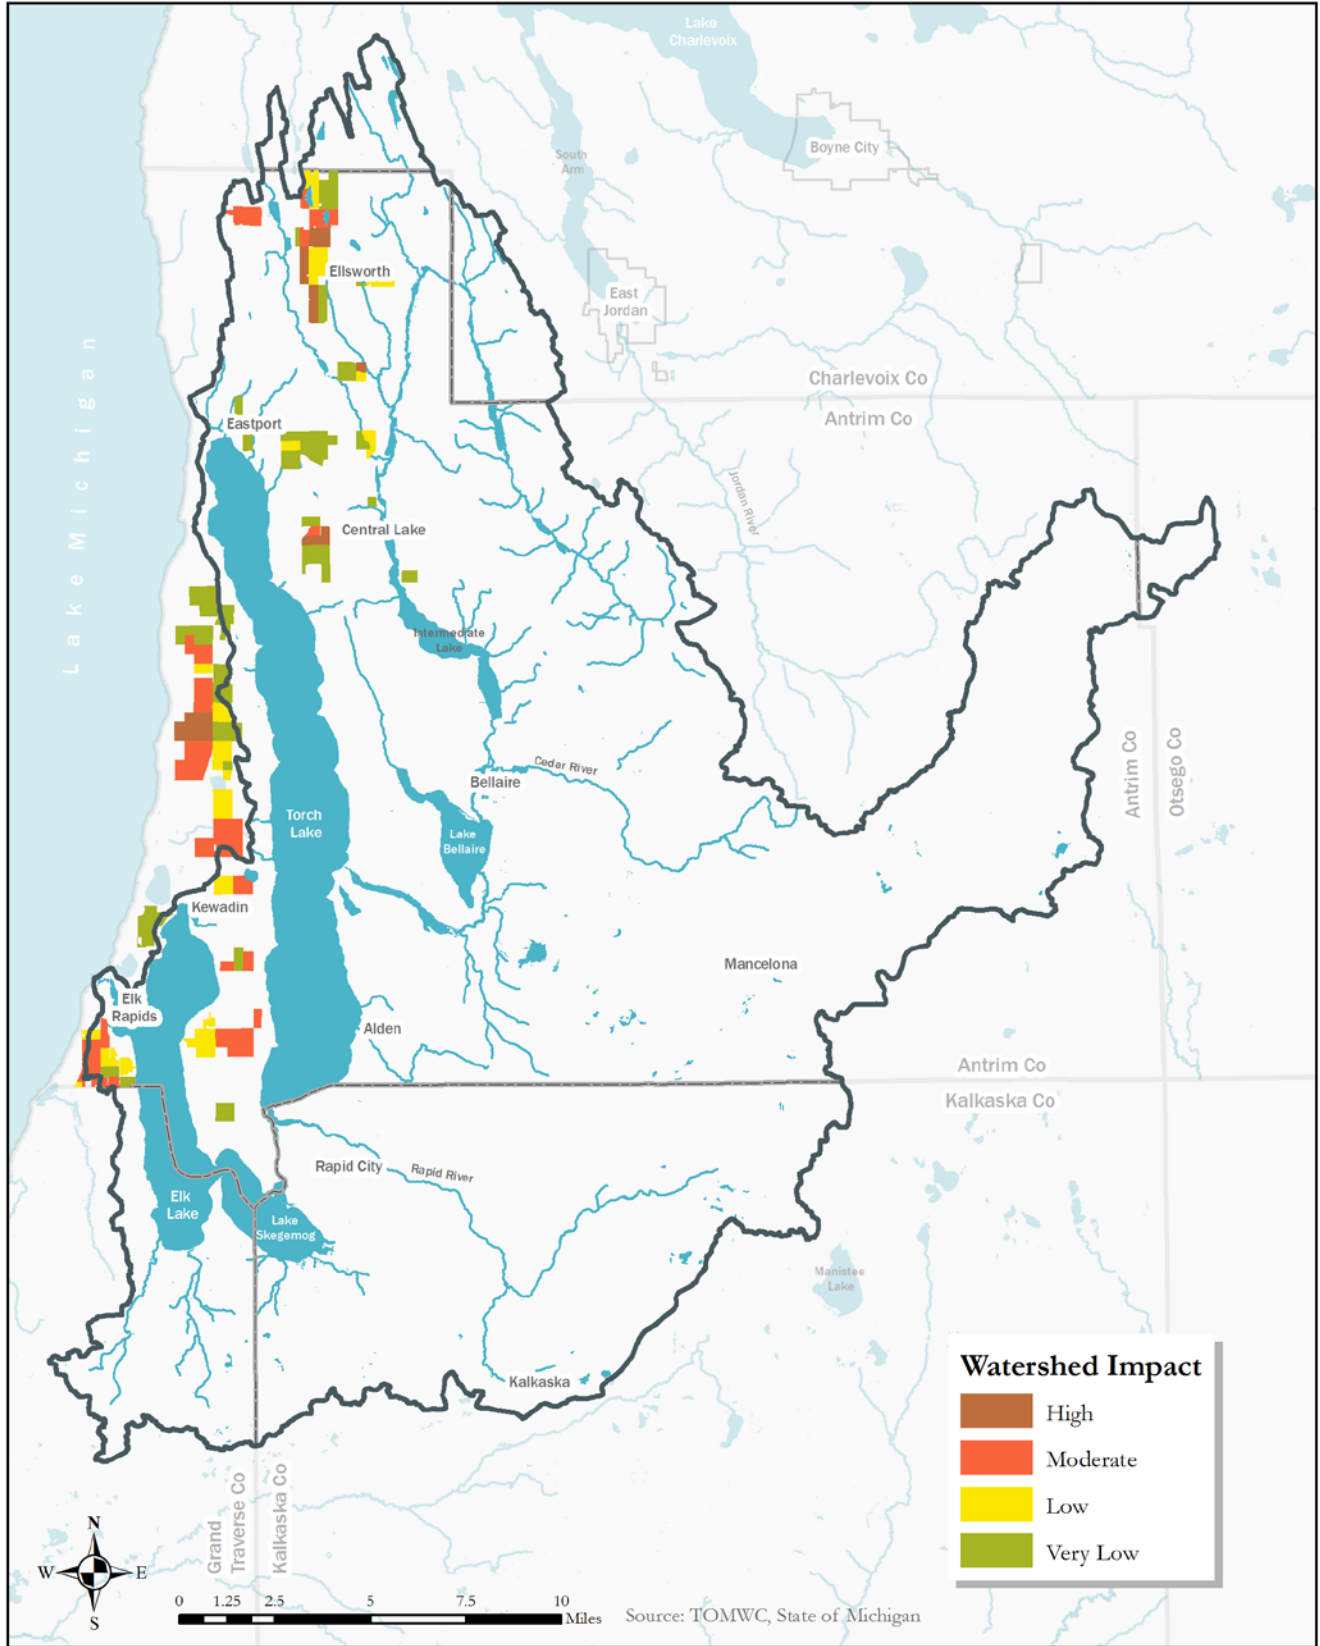 Lake
Charlevoix
Boyne City
South
Arm
Ellsworth
East
Jordan
Lake Michigan
Charlevoix Co
Antrim Co
Eastport
Jordan River
Central Lake
Intermediate
Lake
Antrim Co
Otsego Co
Cedar River
Bellaire
Torch
Lake
Lake
Bellaire
Kewadin
Mancelona
Elk
Rapids
Alden
Antrim Co
Kalkaska Co
Rapid City
Rapid River
Elk
Lake
Lake
Skegemog
Manistee
Lake
Kalkaska
Watershed Impact
High
Moderate
Low
Very Low
Grand
Traverse Co
Kalkaska Co
N
W
E
S
0 1.25 2.5 5 7.5 10
Miles
Source: TOMWC, State of Michigan